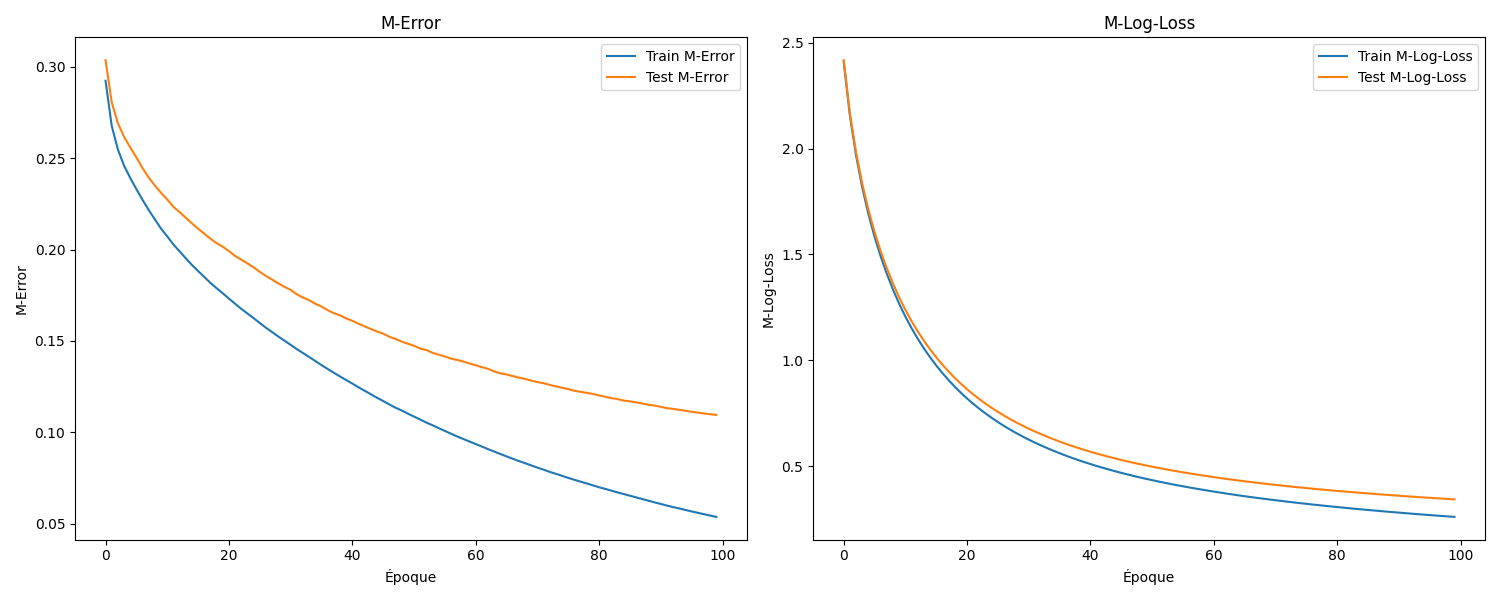 M-Error
Train M-Error
Test M-Error
0.30
0.25
0.20
0.15
0.10
0.05
M-Error
0
20
40
60
80
100
Époque
M-Log-Loss
Train M-Log-Loss
Test M-Log-Loss
2.5
2.0
1.5
1.0
0.5
M-Log-Loss
0
20
40
60
80
100
Époque